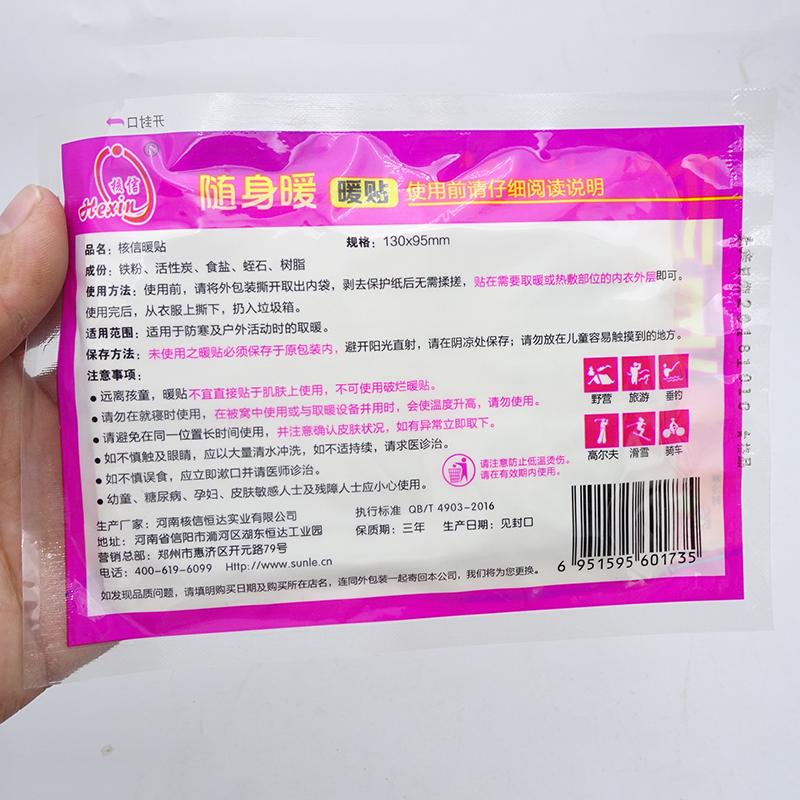 口封开
核信
Hexin
随身暖 暖贴 使用前请仔细阅读说明
品名：核信暖贴 规格：130x95mm
成份：铁粉、活性炭、食盐、蛭石、树脂
使用方法：使用前，请将外包装撕开取出内袋，剥去保护纸后无需揉搓，贴在需要取暖或热敷部位的内衣外层即可。
使用完后，从衣服上撕下，扔入垃圾箱。
适用范围：适用于防寒及户外活动时的取暖。
保存方法：未使用之暖贴必须保存于原包装内，避开阳光直射，请在阴凉处保存；请勿放在儿童容易触摸到的地方。
注意事项：
● 远离孩童，暖贴不宜直接贴于肌肤上使用，不可使用破烂暖贴。
● 请勿在就寝时使用，在被窝中使用或与取暖设备并用时，会使温度升高，请勿使用。
● 请避免在同一位置长时间使用，并注意确认皮肤状况，如有异常立即取下。
● 如不慎触及眼睛，应以大量清水冲洗，如不适持续，请求医诊治。
● 如不慎误食，应立即漱口并请医师诊治。
● 幼童、糖尿病、孕妇、皮肤敏感人士及残障人士应小心使用。
野营 旅游 垂钓
高尔夫 滑雪 骑车
请注意防止低温烫伤。
请在有效期内使用。
生产厂家：河南核信恒达实业有限公司
地址：河南省信阳市浉河区湖东恒达工业园
营销总部：郑州市惠济区开元路79号
电话：400-619-6099 Http://www.sunle.cn
执行标准 QB/T 4903-2016
保质期：三年 生产日期：见封口
如发现品质问题，请填明购买日期及购买所在店名，连同外包装一起寄回本公司，我们将为您更换。
6 951595 601735
20181010